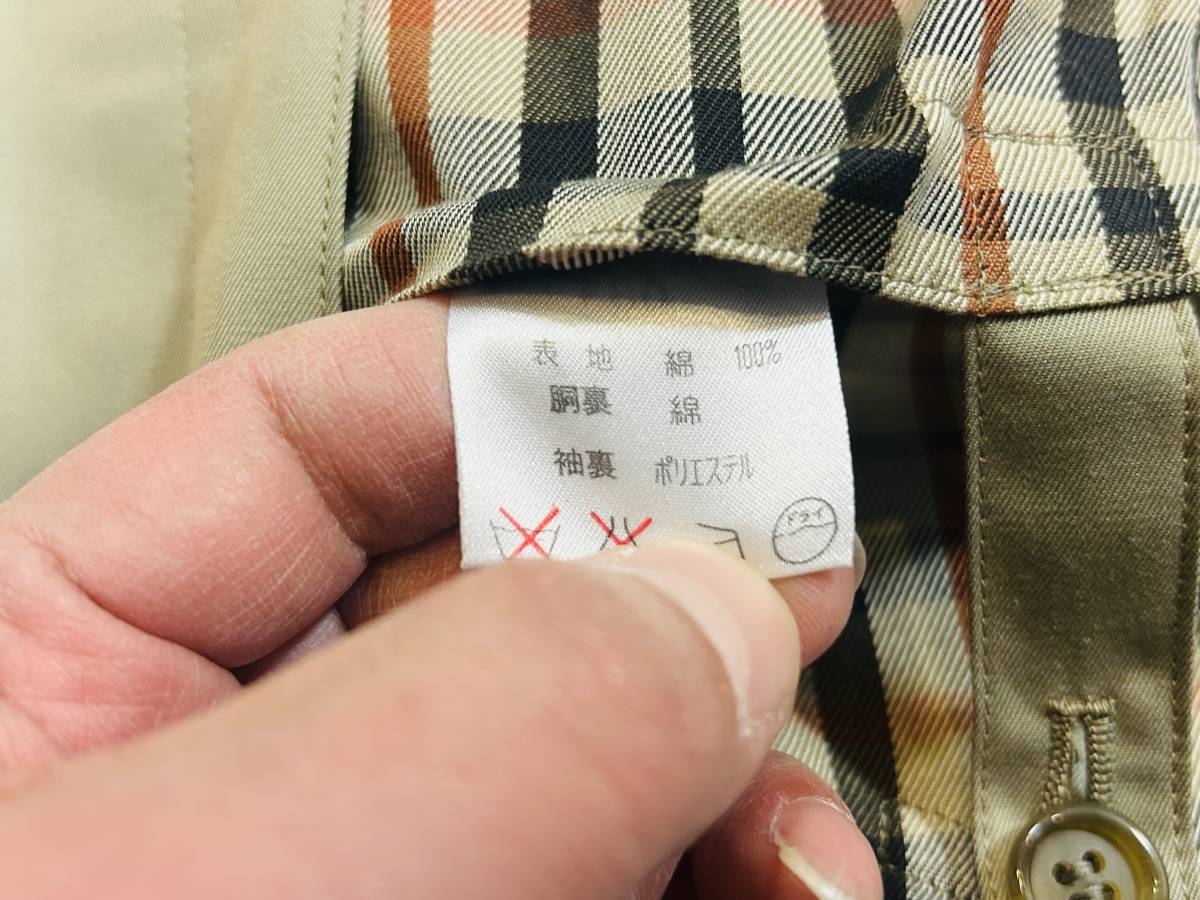 表地 綿 100%
胴裏 綿
袖裏 ポリエステル
ドライ